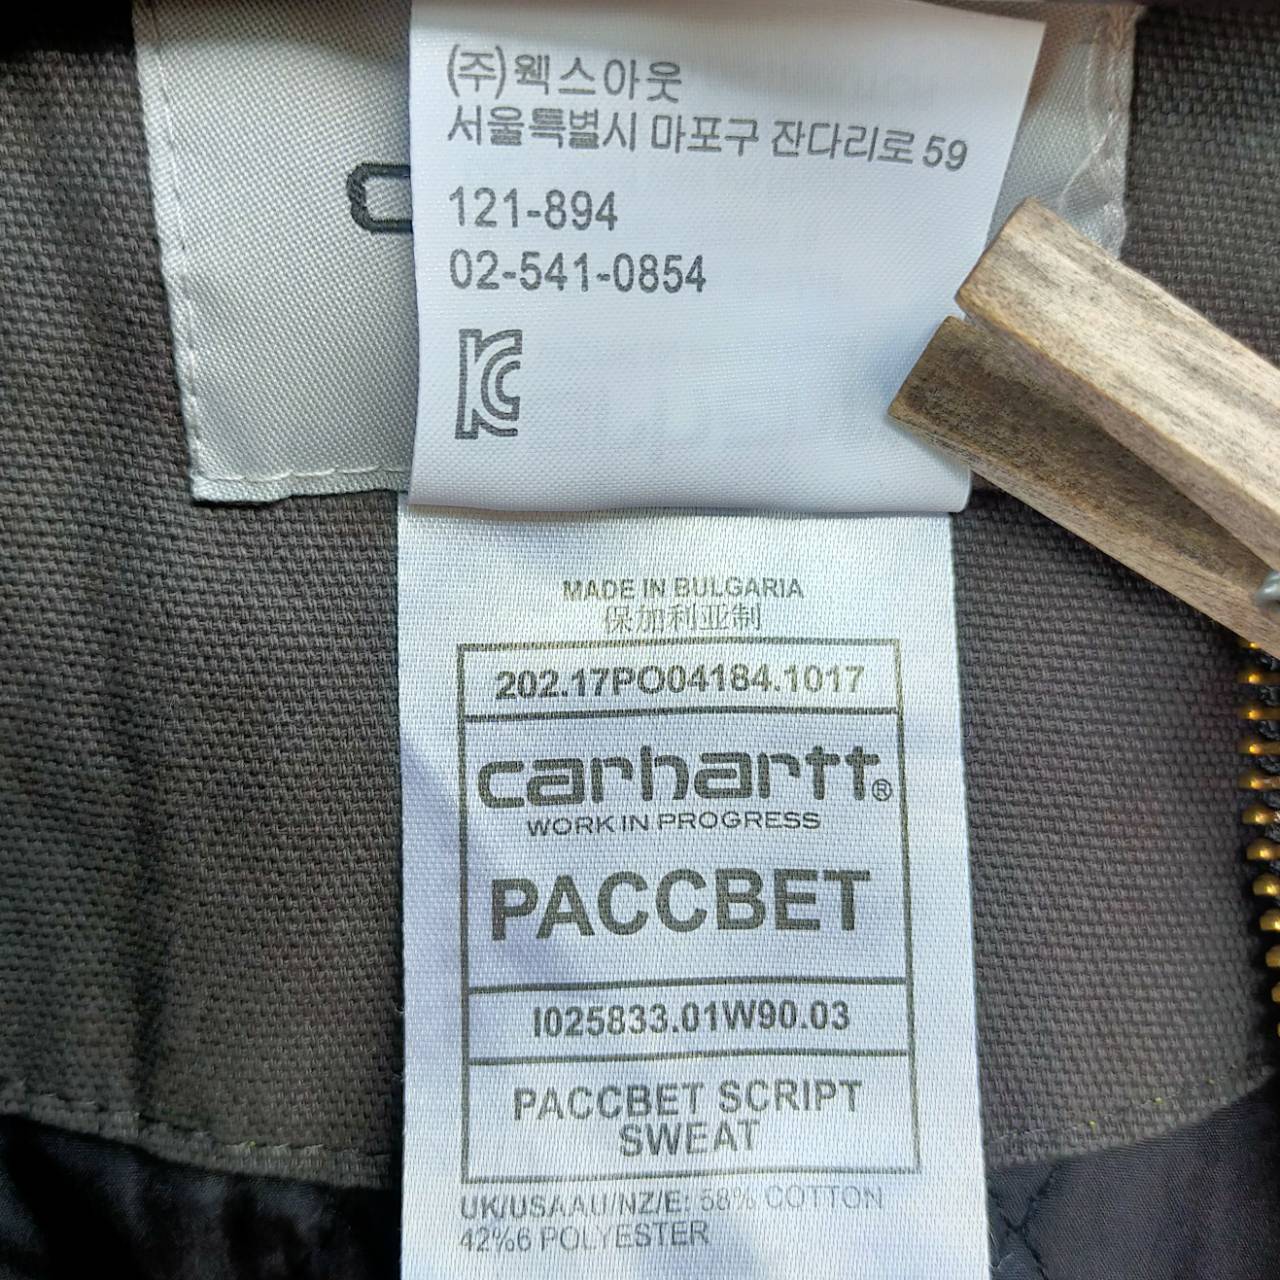 (주)웩스아웃
서울특별시 마포구 잔다리로 59
121-894
02-541-0854
MADE IN BULGARIA
保加利亚制
202.17PO04184.1017
carhartt®
WORK IN PROGRESS
PACCBET
I025833.01W90.03
PACCBET SCRIPT
SWEAT
UK/USAAU/NZ/E: 58% COTTON
42%6 POLYESTER